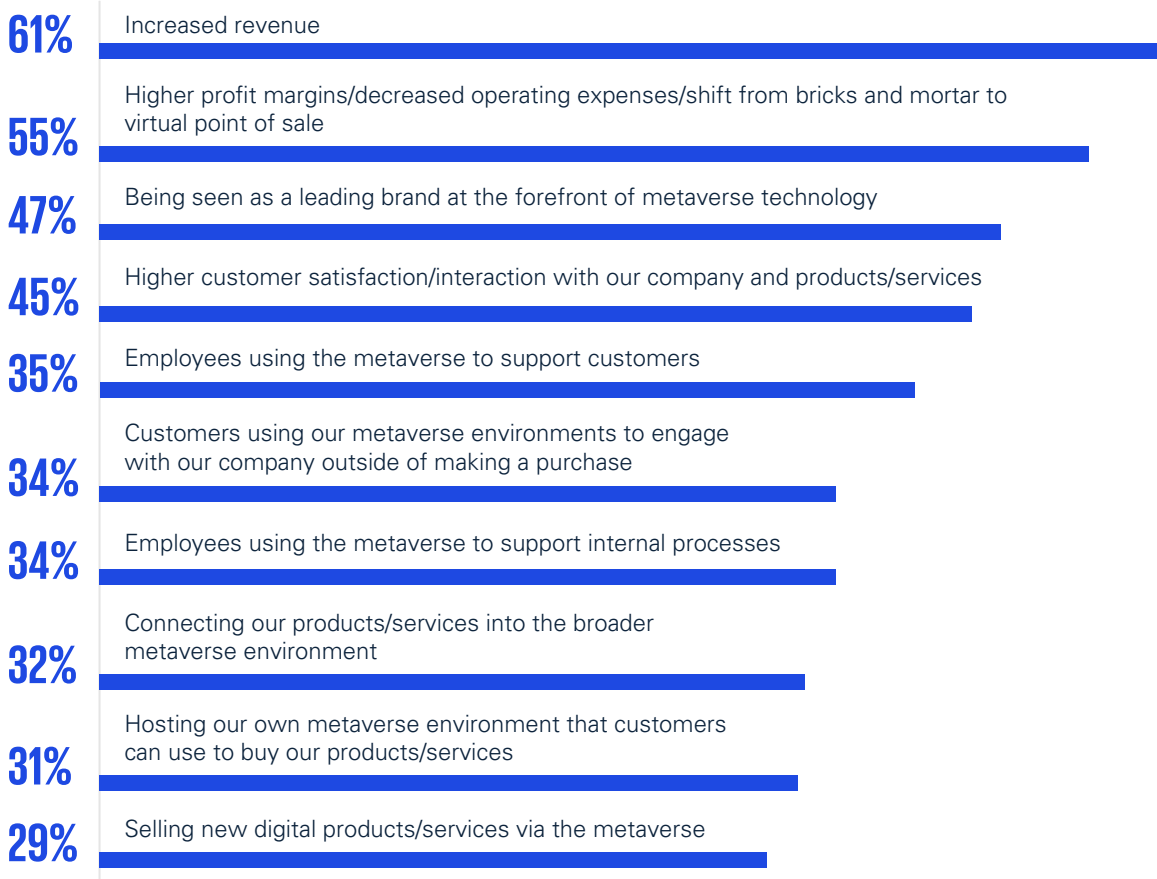 61%
Increased revenue
Higher profit margins/decreased operating expenses/shift from bricks and mortar to
virtual point of sale
55%
Being seen as a leading brand at the forefront of metaverse technology
47%
Higher customer satisfaction/interaction with our company and products/services
45%
Employees using the metaverse to support customers
35%
Customers using our metaverse environments to engage
with our company outside of making a purchase
34%
Employees using the metaverse to support internal processes
34%
Connecting our products/services into the broader
metaverse environment
32%
Hosting our own metaverse environment that customers
can use to buy our products/services
31%
Selling new digital products/services via the metaverse
29%